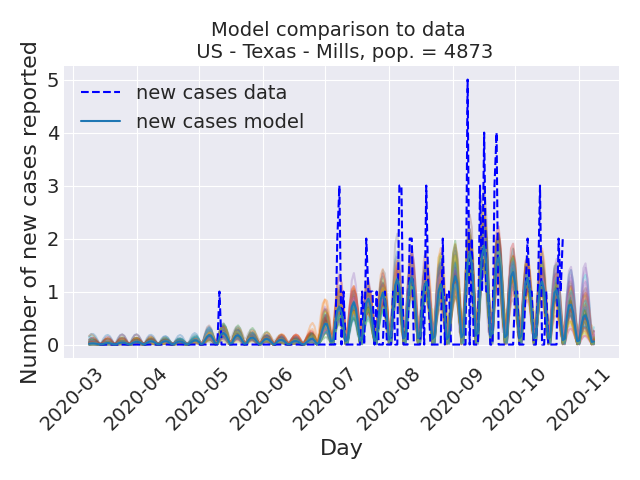 Model comparison to data
US - Texas - Mills, pop. = 4873
Number of new cases reported
5
4
3
2
1
0
new cases data
new cases model
2020-03
2020-04
2020-05
2020-06
2020-07
2020-08
2020-09
2020-10
2020-11
Day